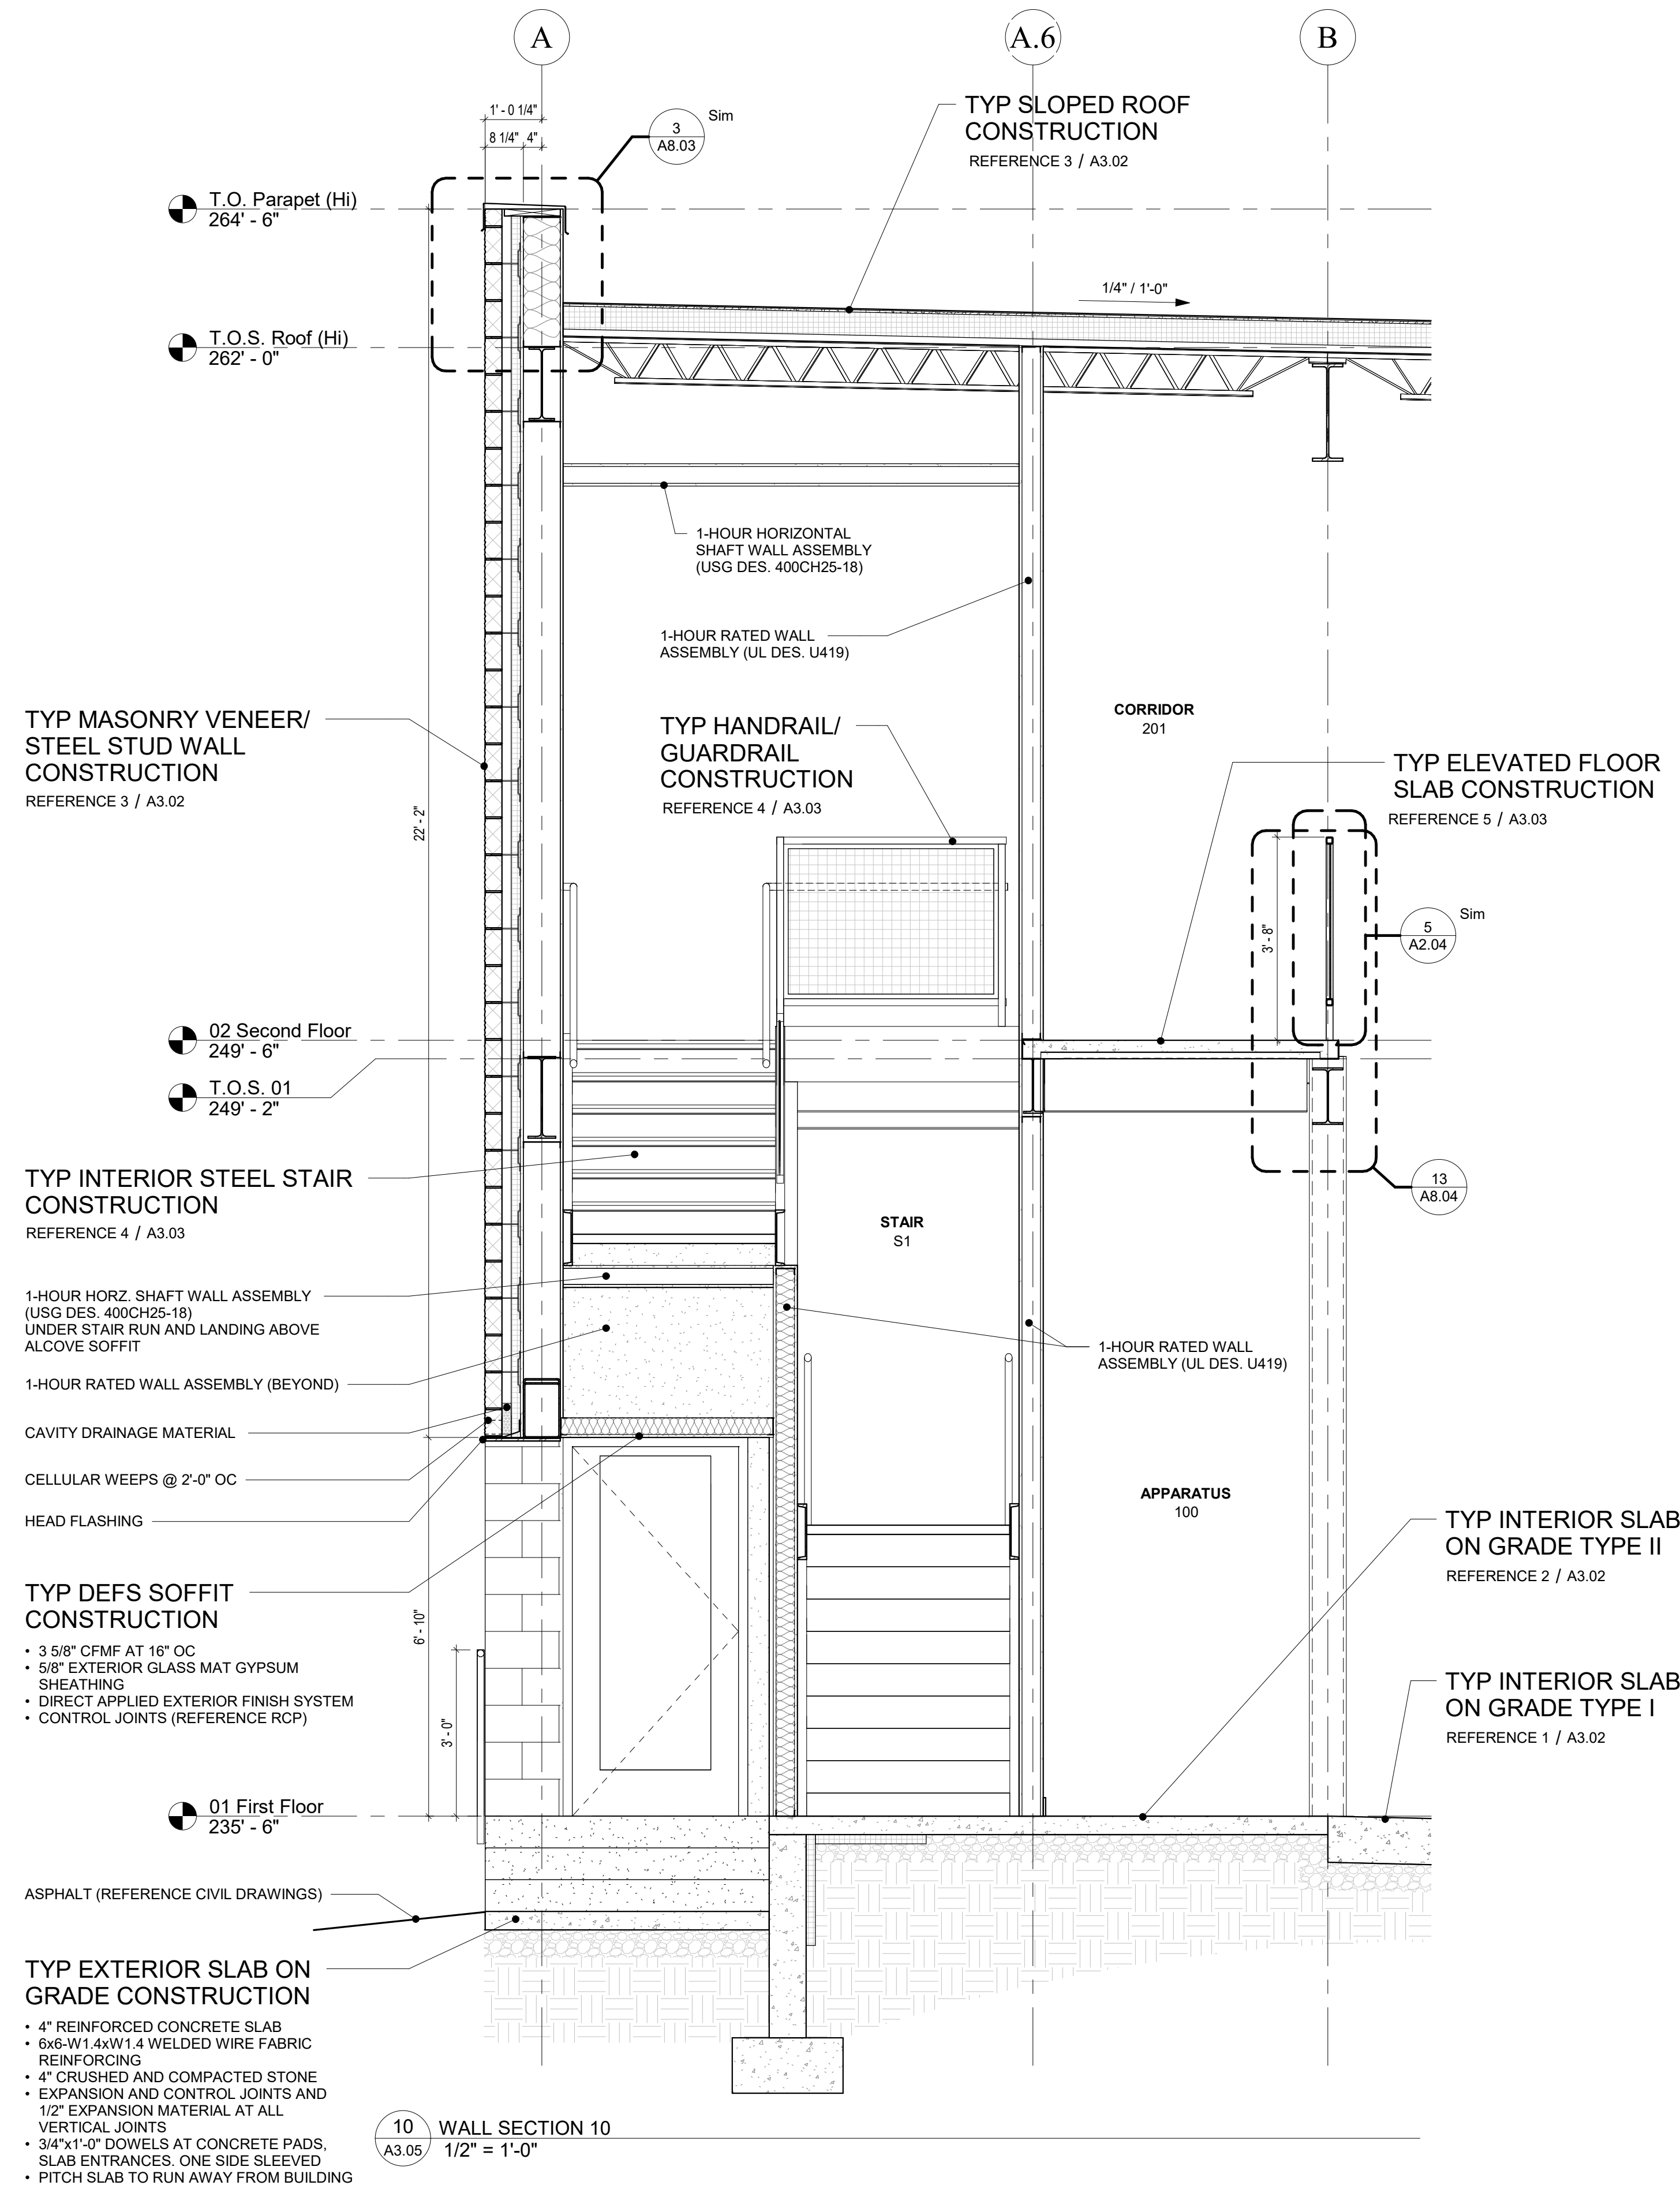 A
A.6
B
1' - 0 1/4"
8 1/4"
4"
3
A8.03
Sim
TYP SLOPED ROOF
CONSTRUCTION
REFERENCE 3 / A3.02
T.O. Parapet (Hi)
264' - 6"
1/4" / 1'-0"
T.O.S. Roof (Hi)
262' - 0"
1-HOUR HORIZONTAL
SHAFT WALL ASSEMBLY
(USG DES. 400CH25-18)
1-HOUR RATED WALL
ASSEMBLY (UL DES. U419)
TYP MASONRY VENEER/
STEEL STUD WALL
CONSTRUCTION
REFERENCE 3 / A3.02
22' - 2"
TYP HANDRAIL/
GUARDRAIL
CONSTRUCTION
REFERENCE 4 / A3.03
CORRIDOR
201
TYP ELEVATED FLOOR
SLAB CONSTRUCTION
REFERENCE 5 / A3.03
3' - 8"
5
A2.04
Sim
02 Second Floor
249' - 6"
T.O.S. 01
249' - 2"
TYP INTERIOR STEEL STAIR
CONSTRUCTION
REFERENCE 4 / A3.03
13
A8.04
STAIR
S1
1-HOUR HORZ. SHAFT WALL ASSEMBLY
(USG DES. 400CH25-18)
UNDER STAIR RUN AND LANDING ABOVE
ALCOVE SOFFIT
1-HOUR RATED WALL
ASSEMBLY (UL DES. U419)
1-HOUR RATED WALL ASSEMBLY (BEYOND)
CAVITY DRAINAGE MATERIAL
CELLULAR WEEPS @ 2'-0" OC
HEAD FLASHING
APPARATUS
100
TYP INTERIOR SLAB
ON GRADE TYPE II
REFERENCE 2 / A3.02
TYP DEFS SOFFIT
CONSTRUCTION
• 3 5/8" CFMF AT 16" OC
• 5/8" EXTERIOR GLASS MAT GYPSUM
SHEATHING
• DIRECT APPLIED EXTERIOR FINISH SYSTEM
• CONTROL JOINTS (REFERENCE RCP)
6' - 10"
3' - 0"
TYP INTERIOR SLAB
ON GRADE TYPE I
REFERENCE 1 / A3.02
01 First Floor
235' - 6"
ASPHALT (REFERENCE CIVIL DRAWINGS)
TYP EXTERIOR SLAB ON
GRADE CONSTRUCTION
• 4" REINFORCED CONCRETE SLAB
• 6x6-W1.4xW1.4 WELDED WIRE FABRIC
REINFORCING
• 4" CRUSHED AND COMPACTED STONE
• EXPANSION AND CONTROL JOINTS AND
1/2" EXPANSION MATERIAL AT ALL
VERTICAL JOINTS
• 3/4"x1'-0" DOWELS AT CONCRETE PADS,
SLAB ENTRANCES. ONE SIDE SLEEVED
• PITCH SLAB TO RUN AWAY FROM BUILDING
10
A3.05
WALL SECTION 10
1/2" = 1'-0"